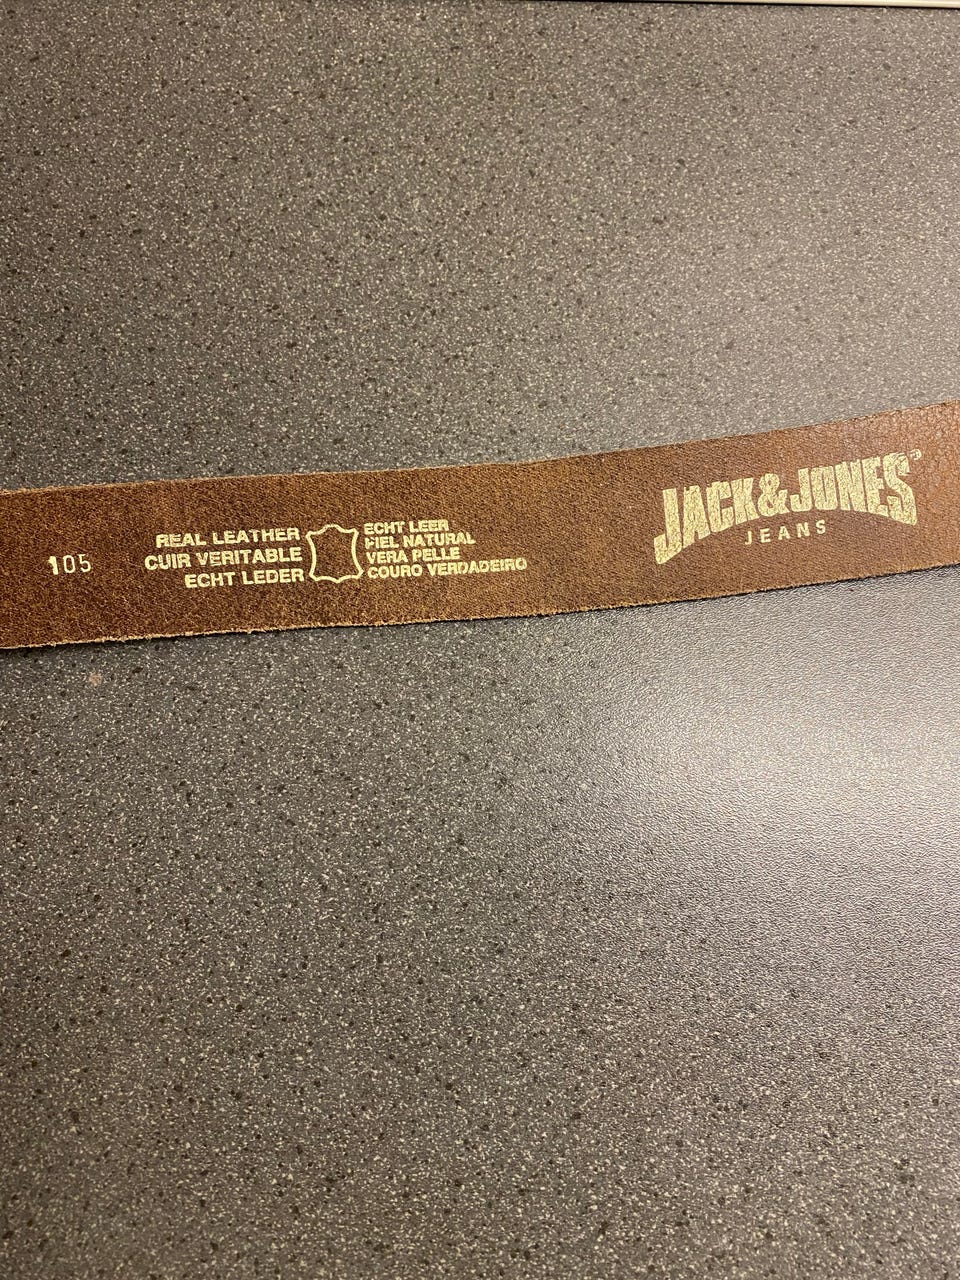 105
REAL LEATHER
CUIR VERITABLE
ECHT LEDER
ECHT LEER
PIEL NATURAL
VERA PELLE
COURO VERDADEIRO
JACK&JONES®
JEANS